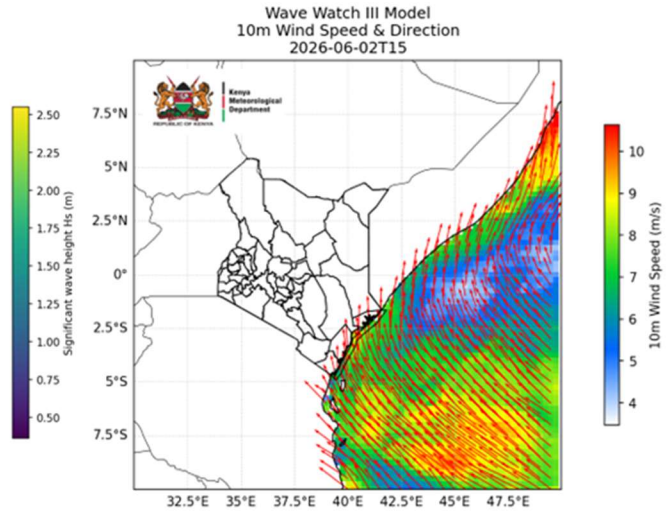 Wave Watch III Model
10m Wind Speed & Direction
2026-06-02T15
Kenya
Meteorological
Department
REPUBLIC OF KENYA
7.5°N
5°N
2.5°N
0°
2.5°S
5°S
7.5°S
32.5°E 35°E 37.5°E 40°E 42.5°E 45°E 47.5°E
2.50
2.25
2.00
1.75
1.50
1.25
1.00
0.75
0.50
Significant wave height Hs (m)
10
9
8
7
6
5
4
10m Wind Speed (m/s)